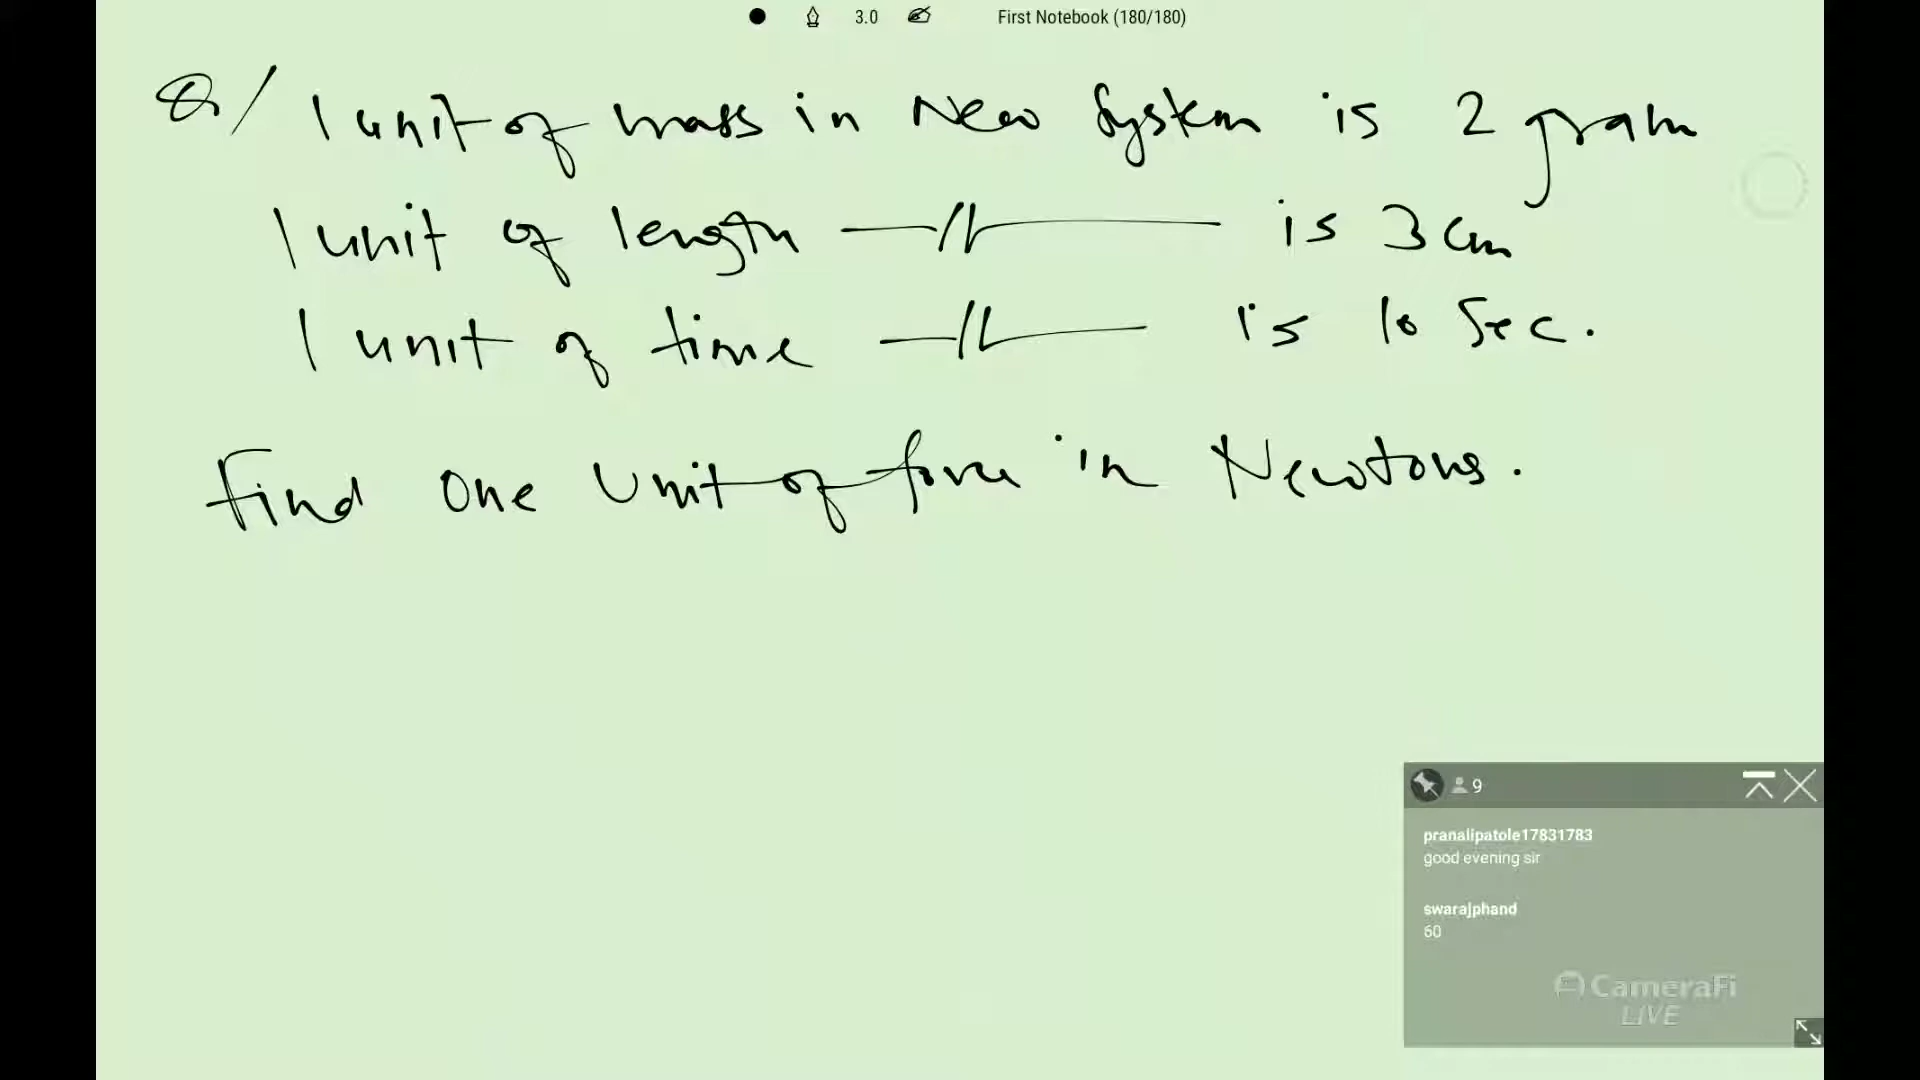 3.0 First Notebook (180/180)
Q/ 1 unit of mass in New System is 2 gram
1 unit of length —//— is 3 cm
1 unit of time —//— is 10 Sec.
Find One Unit of force in Newtons.
9
pranalipatole17831783
good evening sir
swarajphand
60
CameraFi
LIVE